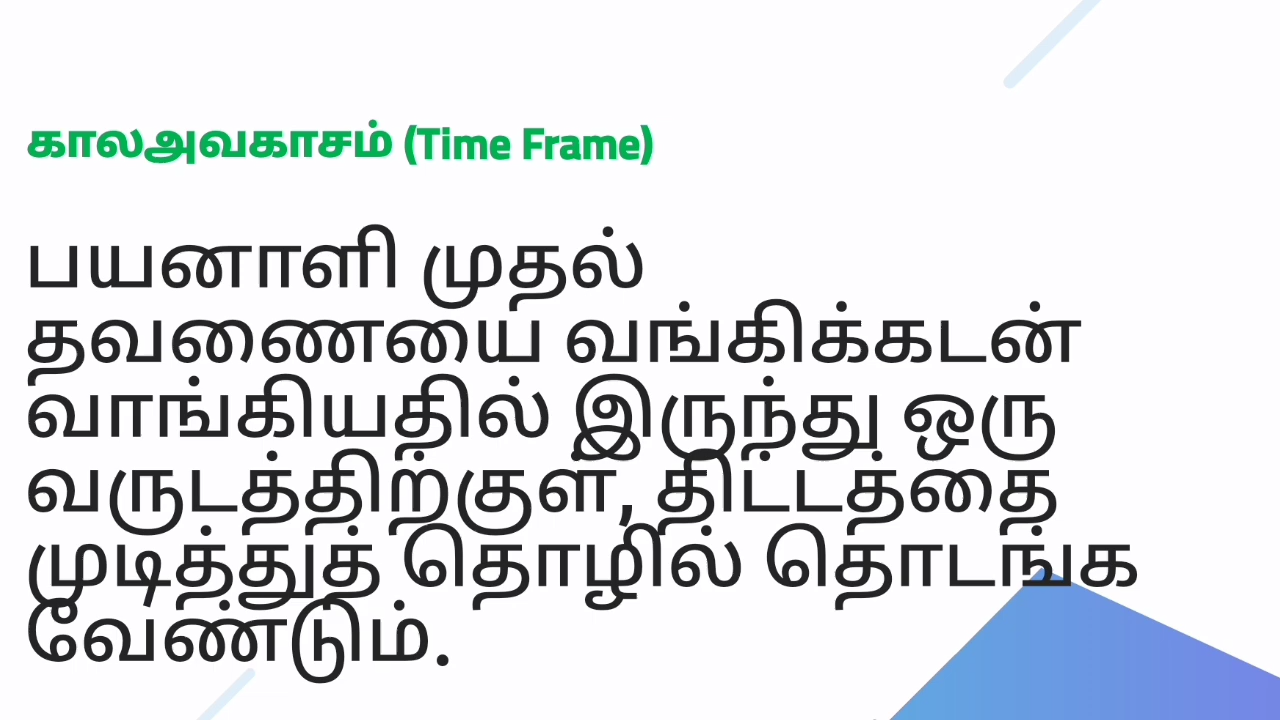 காலஅவகாசம் (Time Frame)
பயனாளி முதல்
தவணையை வங்கிக்கடன்
வாங்கியதில் இருந்து ஒரு
வருடத்திற்குள், திட்டத்தை
முடித்துத் தொழில் தொடங்க
வேண்டும்.